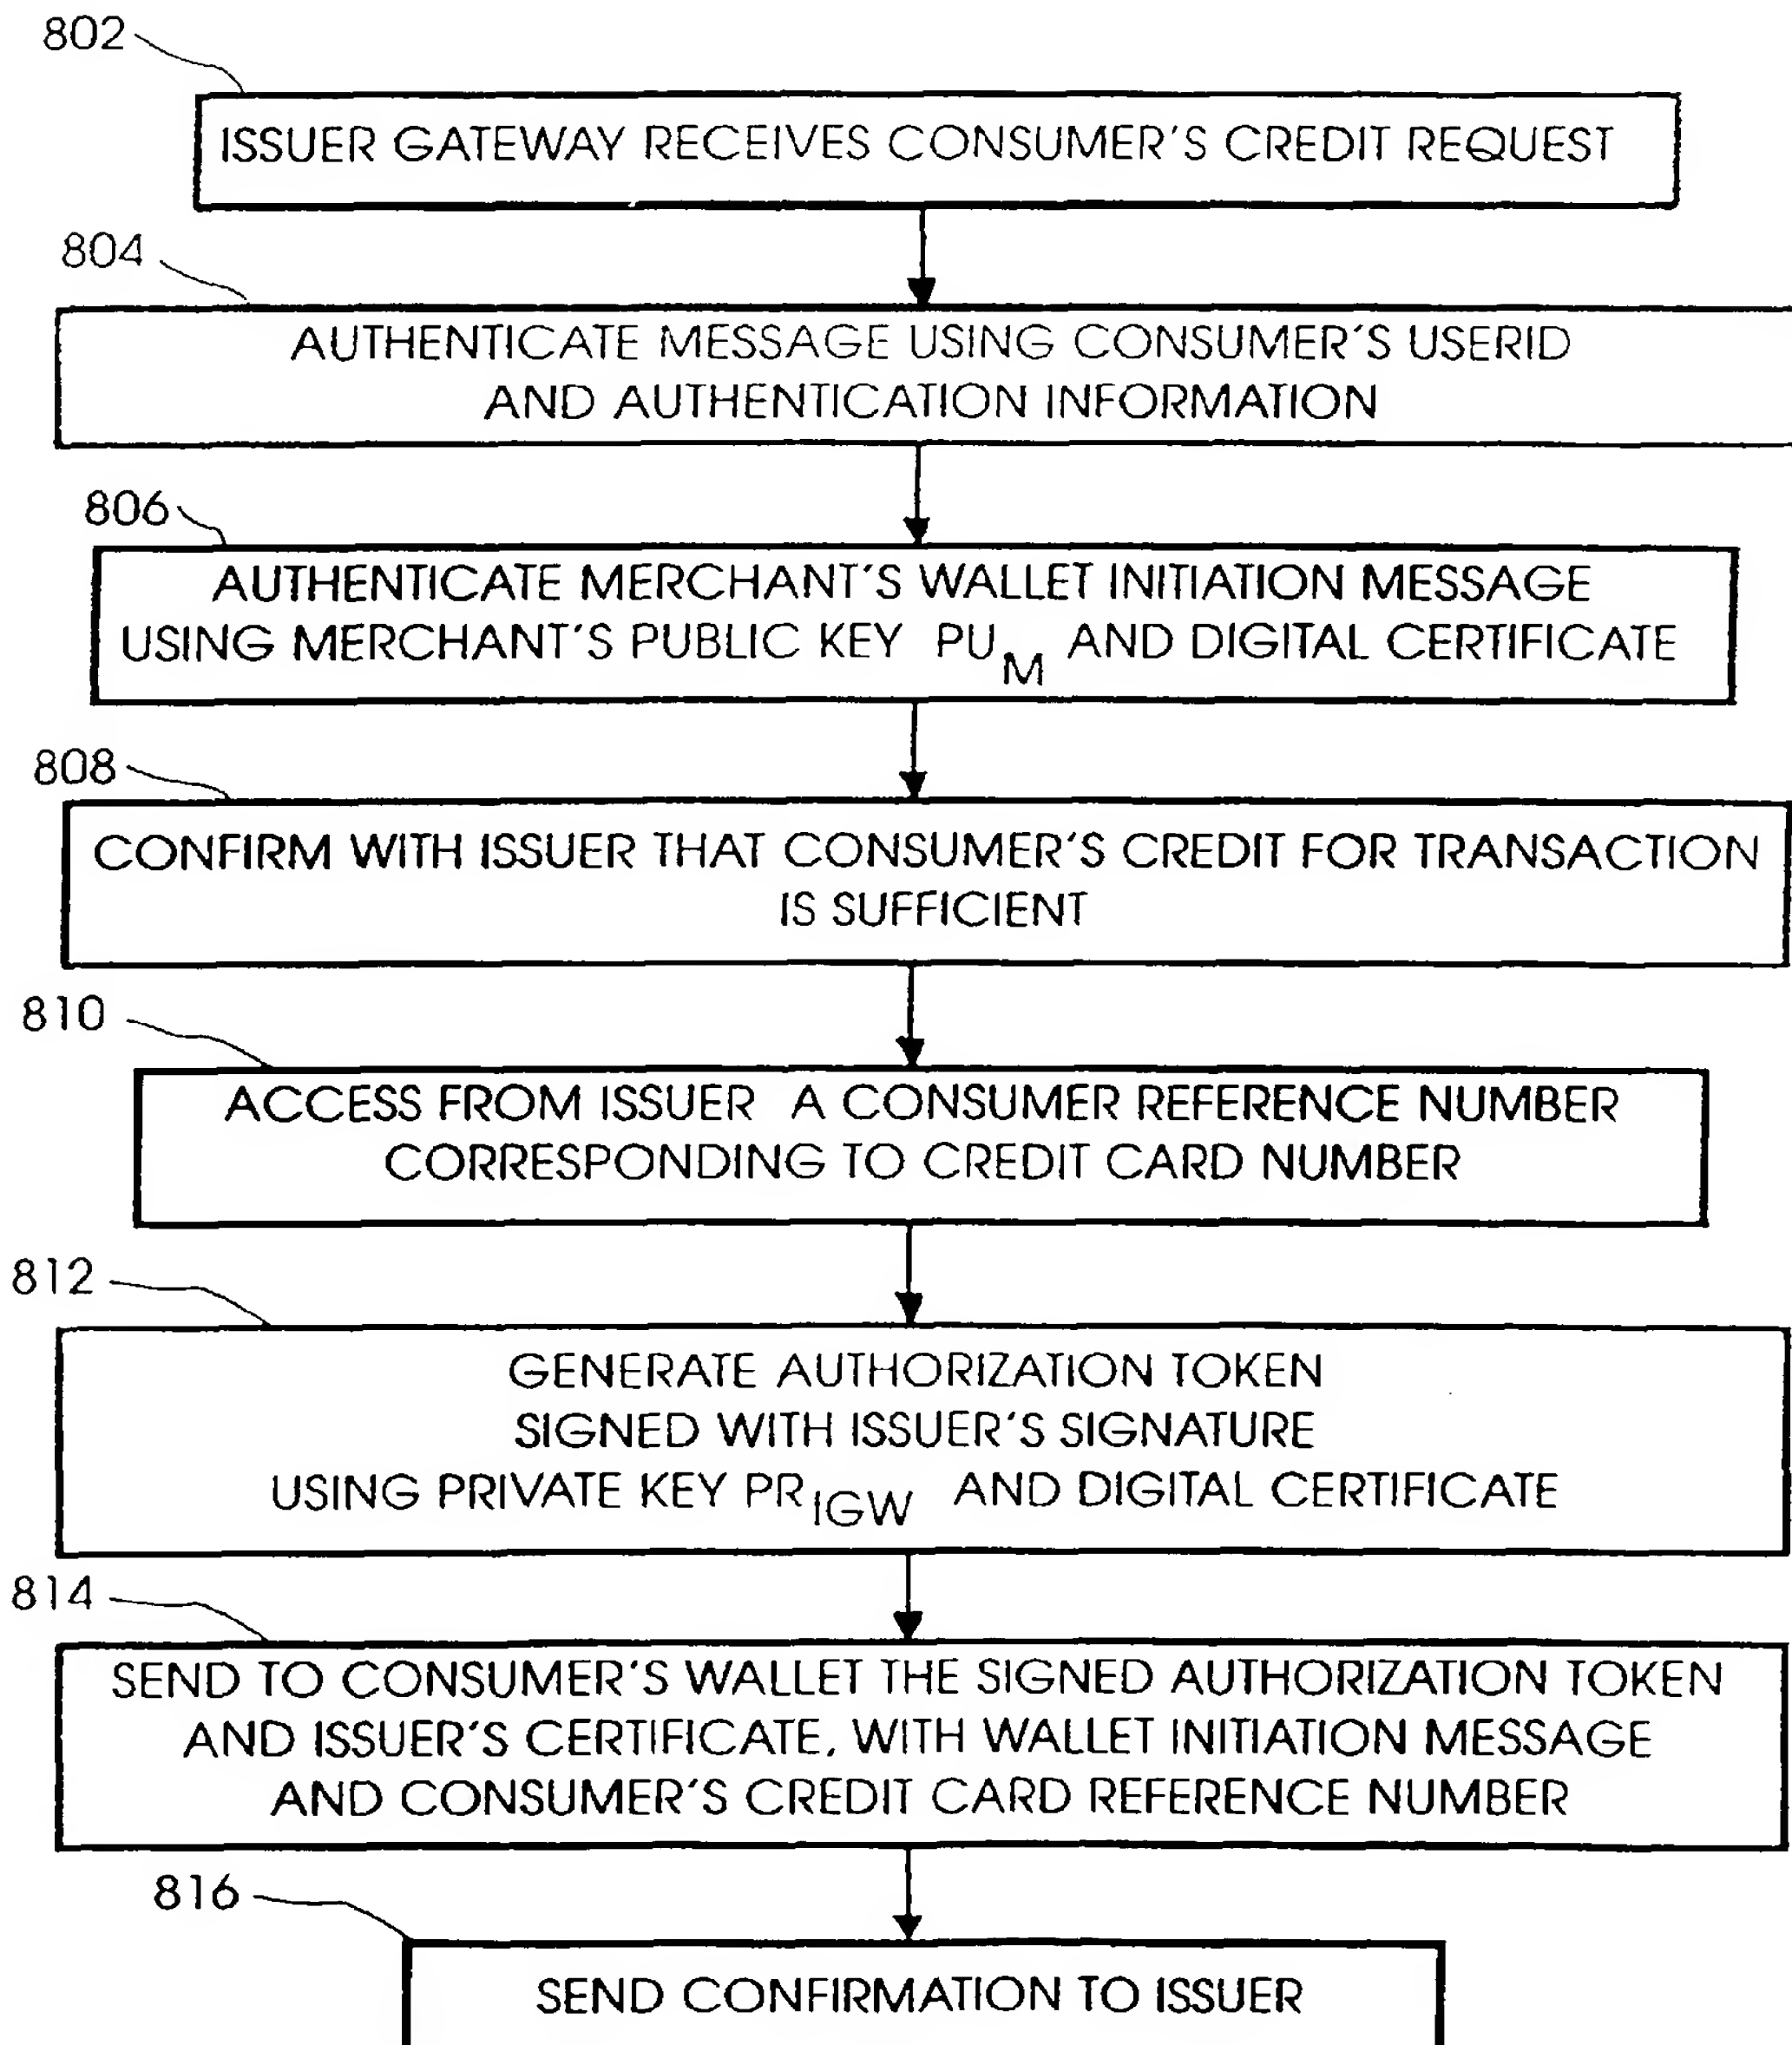 802
ISSUER GATEWAY RECEIVES CONSUMER'S CREDIT REQUEST
804
AUTHENTICATE MESSAGE USING CONSUMER'S USERID
AND AUTHENTICATION INFORMATION
806
AUTHENTICATE MERCHANT'S WALLET INITIATION MESSAGE
USING MERCHANT'S PUBLIC KEY PU_M AND DIGITAL CERTIFICATE
808
CONFIRM WITH ISSUER THAT CONSUMER'S CREDIT FOR TRANSACTION
IS SUFFICIENT
810
ACCESS FROM ISSUER A CONSUMER REFERENCE NUMBER
CORRESPONDING TO CREDIT CARD NUMBER
812
GENERATE AUTHORIZATION TOKEN
SIGNED WITH ISSUER'S SIGNATURE
USING PRIVATE KEY PR_IGW AND DIGITAL CERTIFICATE
814
SEND TO CONSUMER'S WALLET THE SIGNED AUTHORIZATION TOKEN
AND ISSUER'S CERTIFICATE, WITH WALLET INITIATION MESSAGE
AND CONSUMER'S CREDIT CARD REFERENCE NUMBER
816
SEND CONFIRMATION TO ISSUER